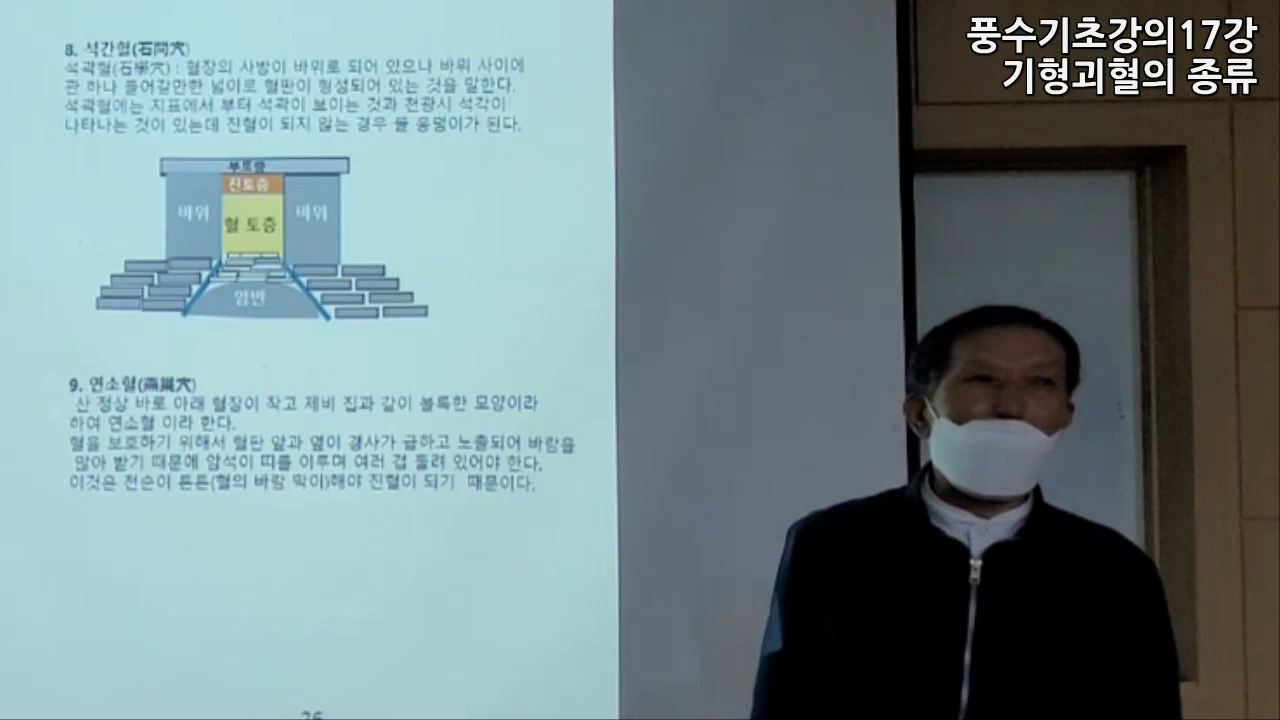 풍수기초강의17강
기형괴혈의 종류
8. 석간혈(石間穴)
석곽혈(石槨穴) : 혈장의 사방이 바위로 되어 있으나 바위 사이에
관 하나 들어갈만한 넓이로 혈판이 형성되어 있는 것을 말한다.
석곽혈에는 지표에서 부터 석곽이 보이는 것과 천광시 석각이
나타나는 것이 있는데 진혈이 되지 않는 경우 물 웅덩이가 된다.
부토층
진토층
바위
혈 토층
바위
암반
9. 연소혈(燕巢穴)
산 정상 바로 아래 혈장이 작고 제비 집과 같이 볼록한 모양이라
하여 연소혈 이라 한다.
혈을 보호하기 위해서 혈판 앞과 옆이 경사가 급하고 노출되어 바람을
많아 받기 때문에 암석이 띠를 이루며 여러 겹 둘려 있어야 한다.
이것은 전순이 튼튼(혈의 바람 막이)해야 진혈이 되기 때문이다.
26